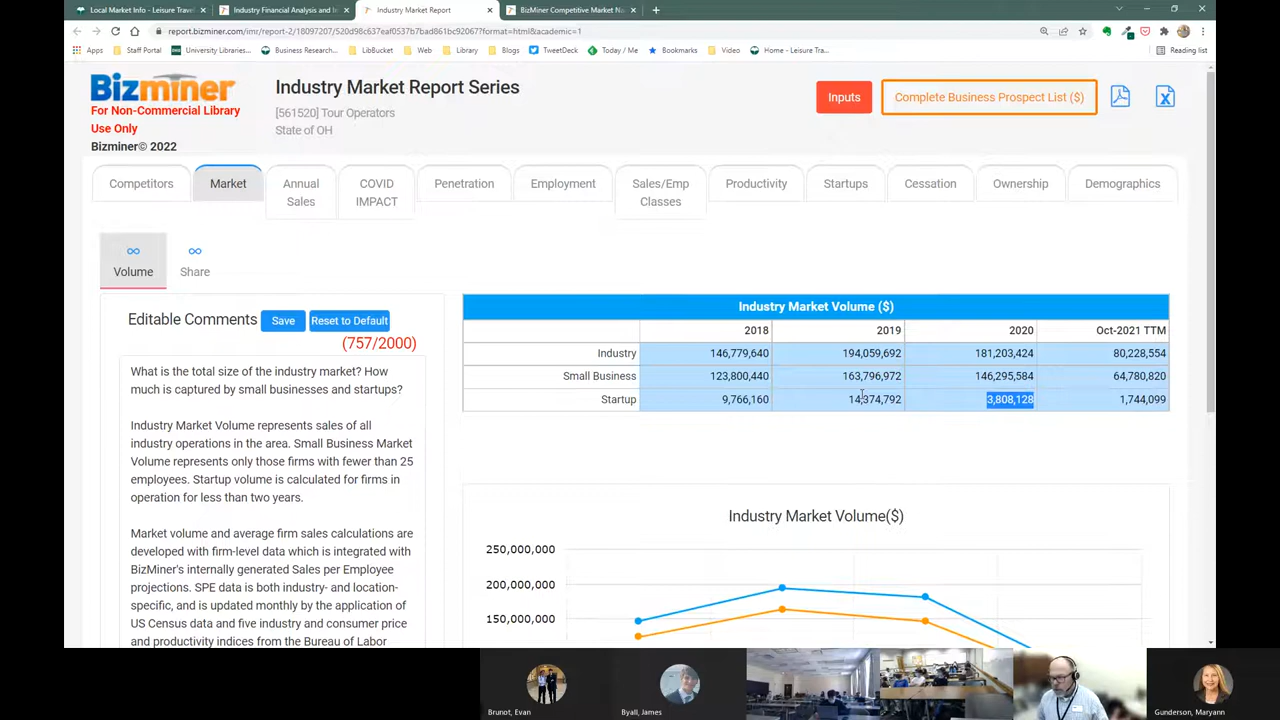 Local Market Info - Leisure Travel
Industry Financial Analysis and In
Industry Market Report
BizMiner Competitive Market Na
report.bizminer.com/imr/report-2/18097207/520d98c637eaf0537b7bad861bc92067?format=html&academic=1
Apps Staff Portal University Libraries... Business Research... LibBucket Web Library Blogs TweetDeck Today / Me Bookmarks Video Home - Leisure Tra... Reading list
Bizminer
For Non-Commercial Library
Use Only
Bizminer© 2022
Industry Market Report Series
[561520] Tour Operators
State of OH
Inputs Complete Business Prospect List ($)
Competitors Market Annual Sales COVID IMPACT Penetration Employment Sales/Emp Classes Productivity Startups Cessation Ownership Demographics
Volume Share
Editable Comments Save Reset to Default
(757/2000)
What is the total size of the industry market? How
much is captured by small businesses and startups?
Industry Market Volume represents sales of all
industry operations in the area. Small Business Market
Volume represents only those firms with fewer than 25
employees. Startup volume is calculated for firms in
operation for less than two years.
Market volume and average firm sales calculations are
developed with firm-level data which is integrated with
BizMiner's internally generated Sales per Employee
projections. SPE data is both industry- and location-
specific, and is updated monthly by the application of
US Census data and five industry and consumer price
and productivity indices from the Bureau of Labor
Industry Market Volume ($)
2018 2019 2020 Oct-2021 TTM
Industry 146,779,640 194,059,692 181,203,424 80,228,554
Small Business 123,800,440 163,796,972 146,295,584 64,780,820
Startup 9,766,160 14,374,792 3,808,128 1,744,099
Industry Market Volume($)
250,000,000
200,000,000
150,000,000
Brunot, Evan
Byall, James
Gunderson, Maryann